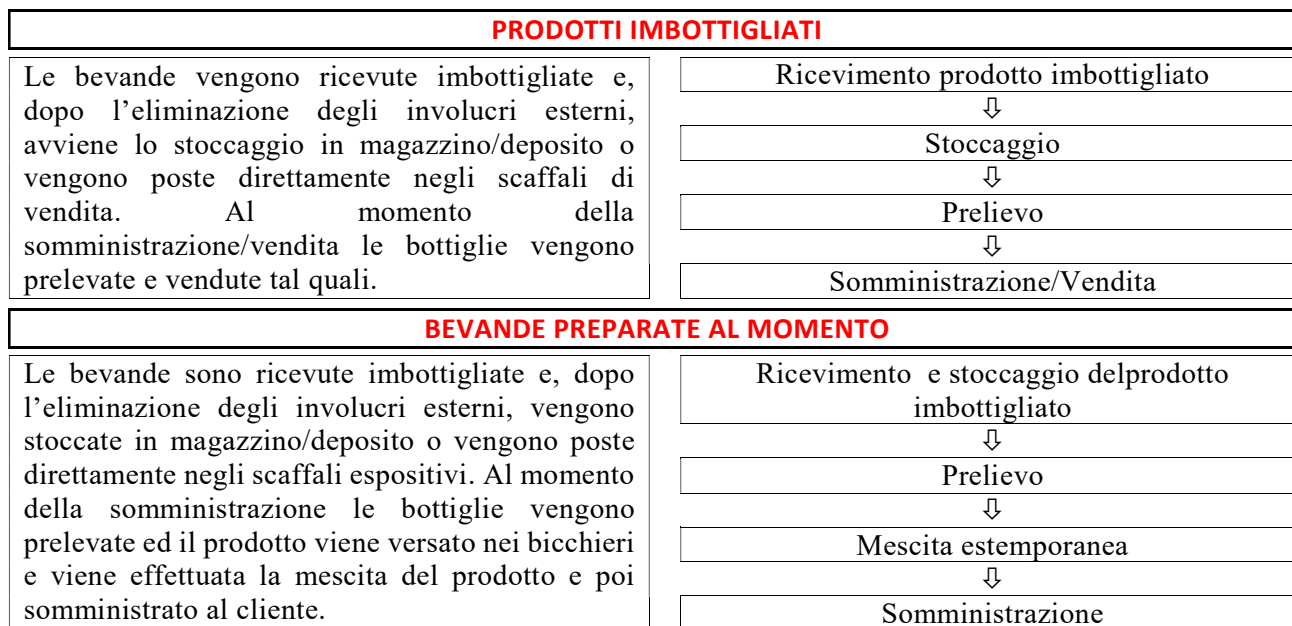 PRODOTTI IMBOTTIGLIATI
Le bevande vengono ricevute imbottigliate e,
dopo l’eliminazione degli involucri esterni,
avviene lo stoccaggio in magazzino/deposito o
vengono poste direttamente negli scaffali di
vendita. Al momento della
somministrazione/vendita le bottiglie vengono
prelevate e vendute tal quali.
Ricevimento prodotto imbottigliato
⇩
Stoccaggio
⇩
Prelievo
⇩
Somministrazione/Vendita
BEVANDE PREPARATE AL MOMENTO
Le bevande sono ricevute imbottigliate e, dopo
l’eliminazione degli involucri esterni, vengono
stoccate in magazzino/deposito o vengono poste
direttamente negli scaffali espositivi. Al momento
della somministrazione le bottiglie vengono
prelevate ed il prodotto viene versato nei bicchieri
e viene effettuata la mescita del prodotto e poi
somministrato al cliente.
Ricevimento e stoccaggio delprodotto
imbottigliato
⇩
Prelievo
⇩
Mescita estemporanea
⇩
Somministrazione